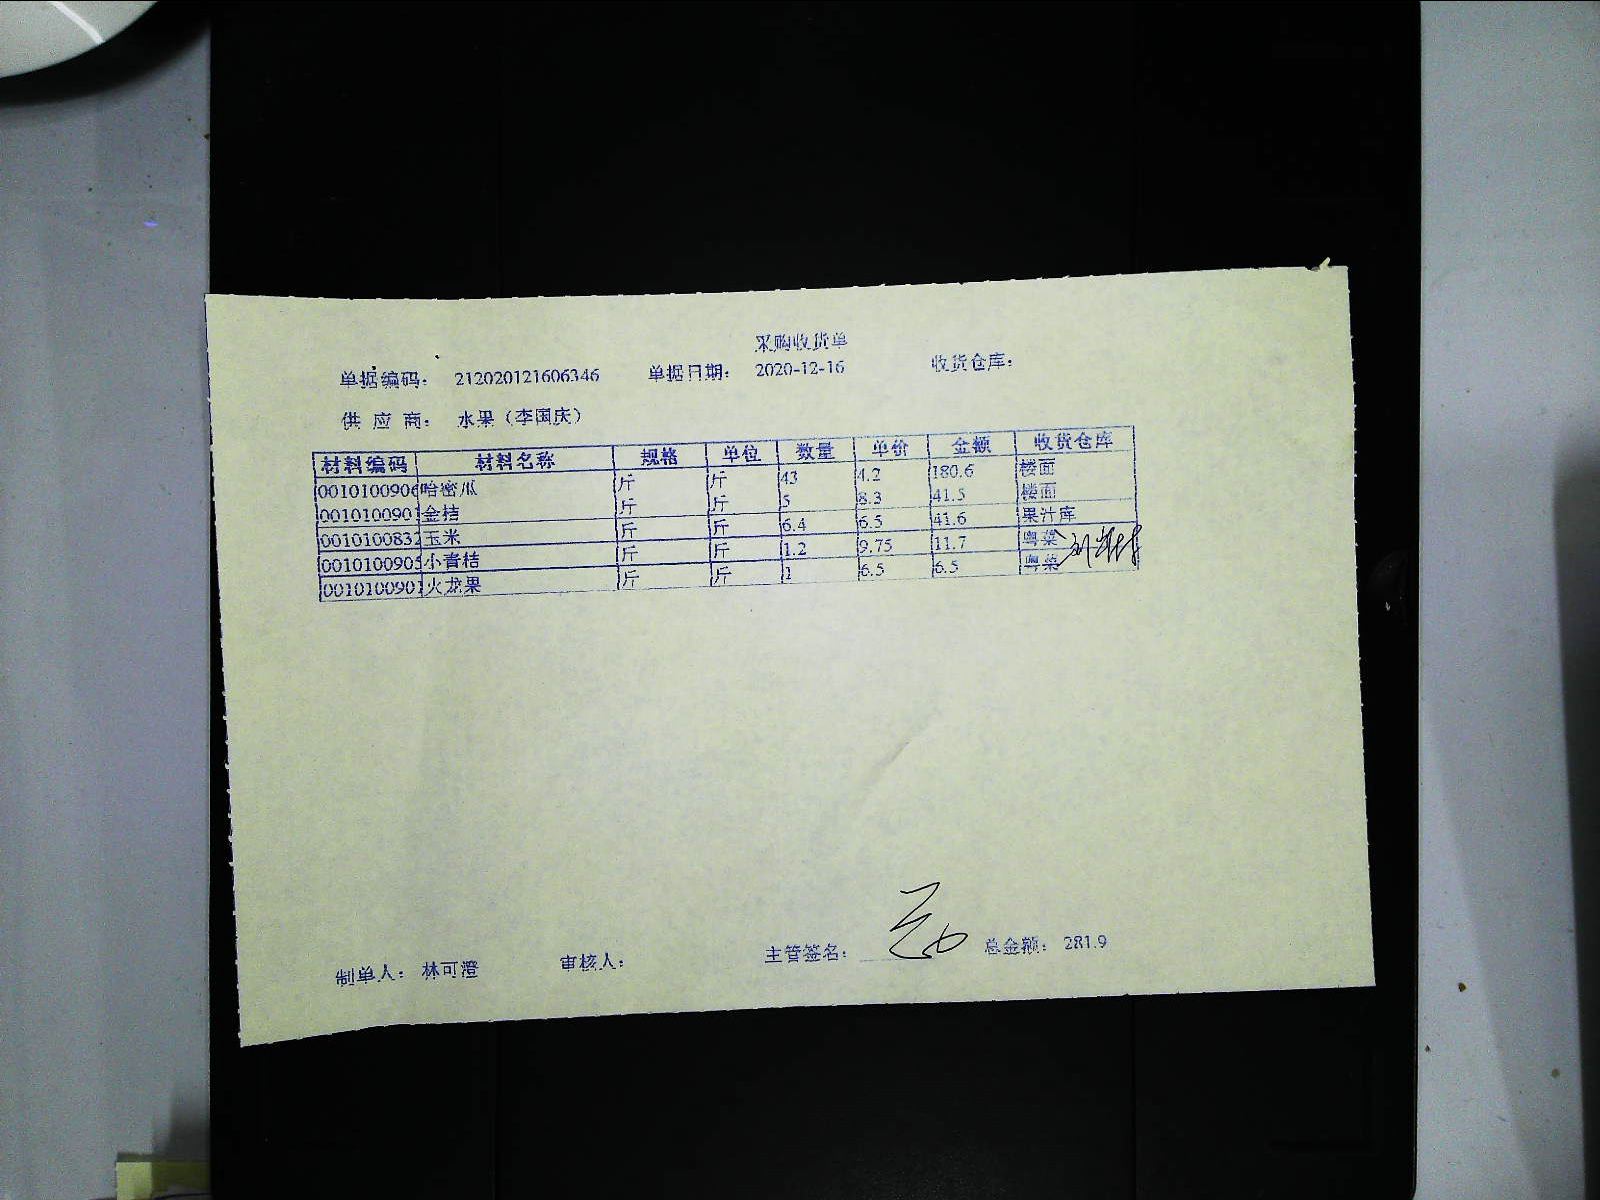 采购收货单
单据编码： 212020121606346 单据日期： 2020-12-16 收货仓库：
供 应 商： 水果（李国庆）
材料编码 材料名称 规格 单位 数量 单价 金额 收货仓库
0010100906 哈密瓜 斤 斤 43 4.2 180.6 楼面
001010090 金桔 斤 斤 5 8.3 41.5 楼面
0010100832 玉米 斤 斤 6.4 6.5 41.6 果汁库
0010100905 小青桔 斤 斤 1.2 9.75 11.7 粤菜
001010090 火龙果 斤 斤 1 6.5 6.5 粤菜
制单人： 林可澄 审核人： 主管签名： 总金额： 281.9